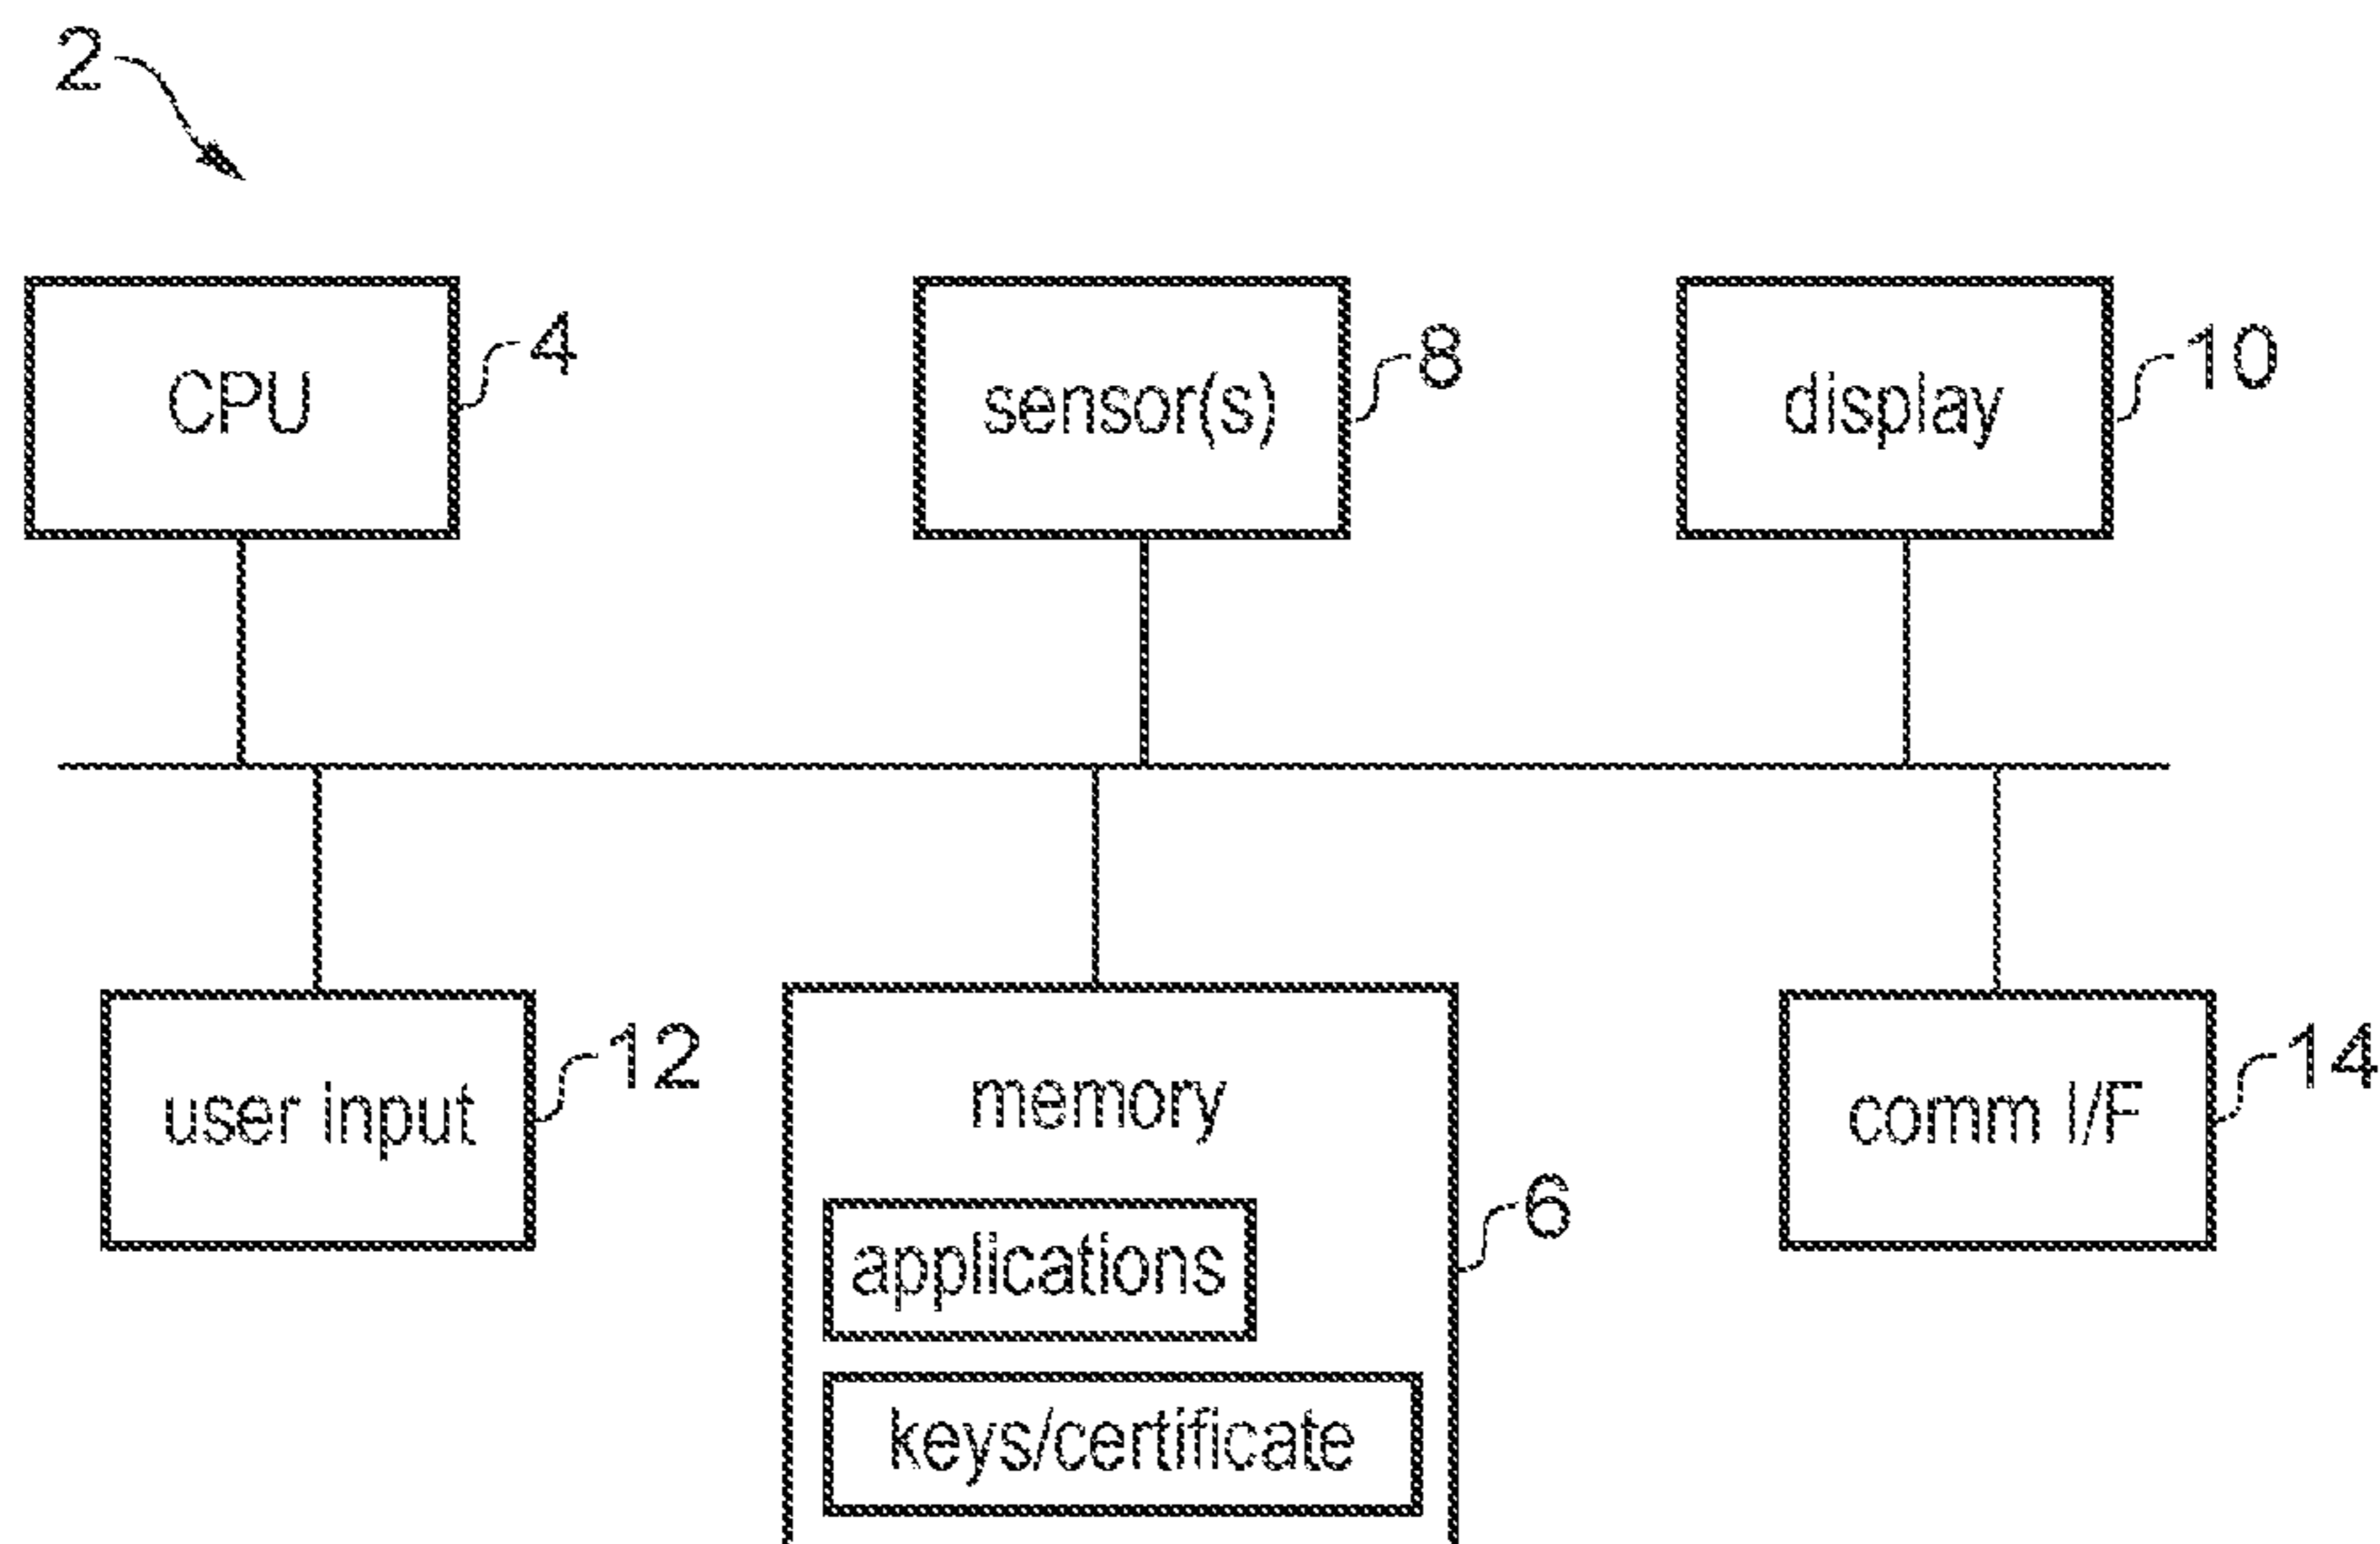 2
CPU
4
sensor(s)
8
display
10
user input
12
memory
applications
keys/certificate
6
comm I/F
14